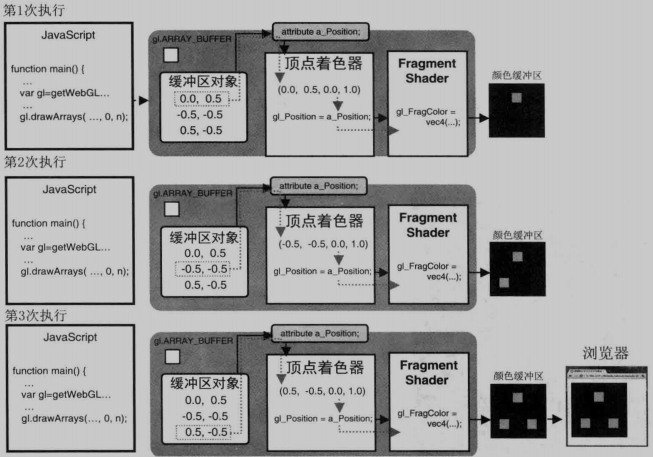 第1次执行
JavaScript
function main() {
…
var gl=getWebGL…
…
gl.drawArrays( …, 0, n);
gl.ARRAY_BUFFER
缓冲区对象
0.0, 0.5
-0.5, -0.5
0.5, -0.5
attribute a_Position;
顶点着色器
(0.0, 0.5, 0.0, 1.0)
gl_Position = a_Position;
Fragment
Shader
gl_FragColor =
vec4(...);
颜色缓冲区
第2次执行
JavaScript
function main() {
…
var gl=getWebGL…
…
gl.drawArrays( …, 0, n);
gl.ARRAY_BUFFER
缓冲区对象
0.0, 0.5
-0.5, -0.5
0.5, -0.5
attribute a_Position;
顶点着色器
(-0.5, -0.5, 0.0, 1.0)
gl_Position = a_Position;
Fragment
Shader
gl_FragColor =
vec4(...);
颜色缓冲区
第3次执行
JavaScript
function main() {
…
var gl=getWebGL…
…
gl.drawArrays(…, 0, n);
gl.ARRAY_BUFFER
缓冲区对象
0.0, 0.5
-0.5, -0.5
0.5, -0.5
attribute a_Position;
顶点着色器
(0.5, -0.5, 0.0, 1.0)
gl_Position = a_Position;
Fragment
Shader
gl_FragColor =
vec4(...);
颜色缓冲区
浏览器